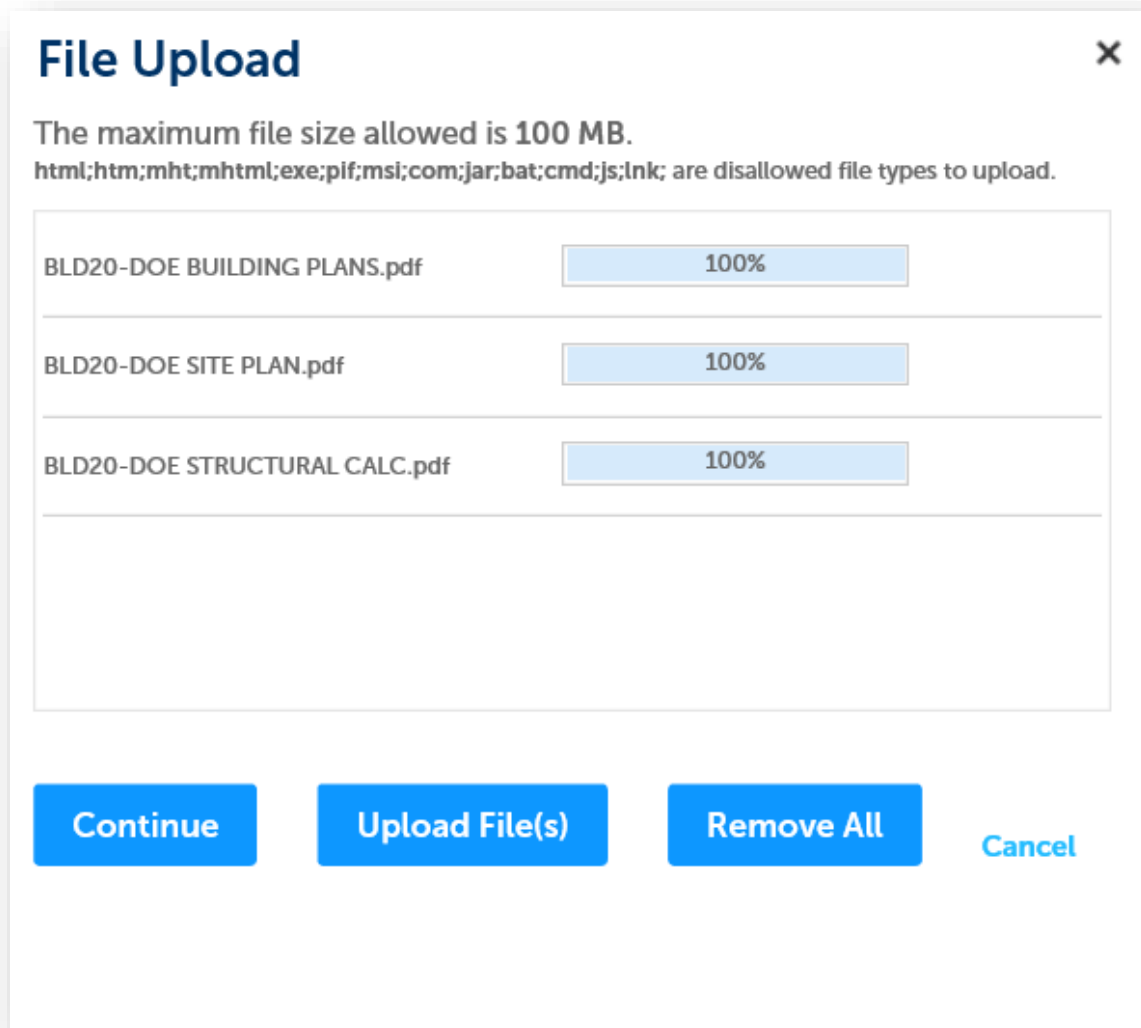 File Upload
The maximum file size allowed is 100 MB.
html;htm;mht;mhtml;exe;pif;msi;com;jar;bat;cmd;js;lnk; are disallowed file types to upload.
BLD20-DOE BUILDING PLANS.pdf 100%
BLD20-DOE SITE PLAN.pdf 100%
BLD20-DOE STRUCTURAL CALC.pdf 100%
Continue Upload File(s) Remove All Cancel